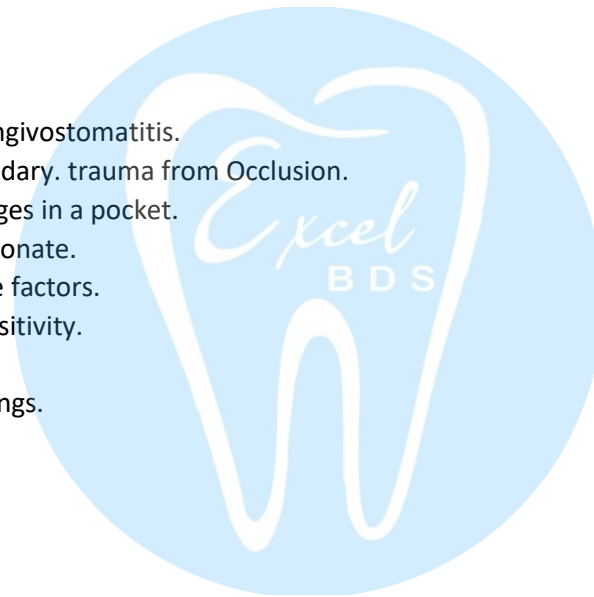 ngivostomatitis.
dary. trauma from Occlusion.
ges in a pocket.
onate.
e factors.
sitivity.
ngs.
Excel
BDS